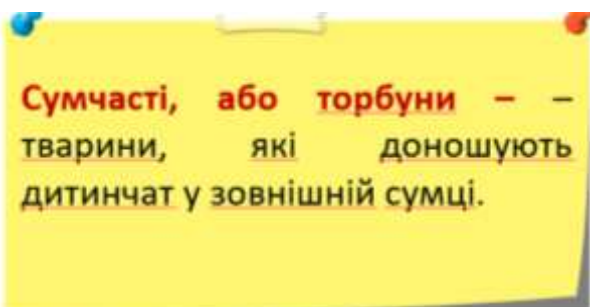 Сумчасті, або торбуни – –
тварини, які доношують
дитинчат у зовнішній сумці.